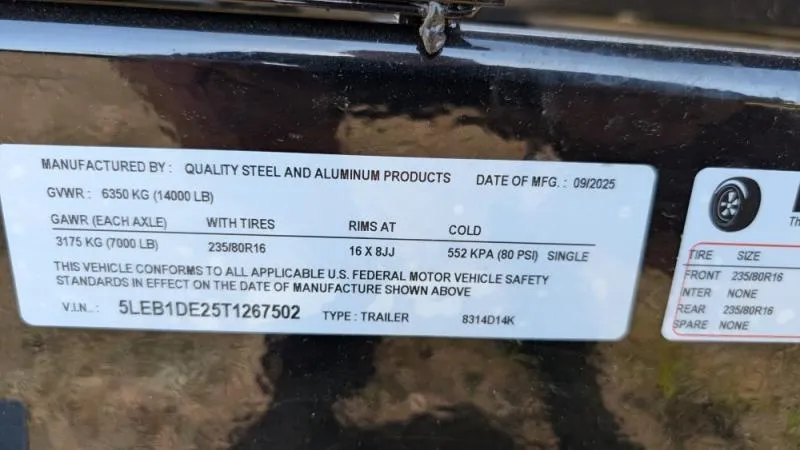 MANUFACTURED BY : QUALITY STEEL AND ALUMINUM PRODUCTS DATE OF MFG. : 09/2025
GVWR : 6350 KG (14000 LB)
GAWR (EACH AXLE) WITH TIRES RIMS AT COLD
3175 KG (7000 LB) 235/80R16 16 X 8JJ 552 KPA (80 PSI) SINGLE
THIS VEHICLE CONFORMS TO ALL APPLICABLE U.S. FEDERAL MOTOR VEHICLE SAFETY
STANDARDS IN EFFECT ON THE DATE OF MANUFACTURE SHOWN ABOVE
V.I.N.. : 5LEB1DE25T1267502 TYPE : TRAILER 8314D14K
Th
TIRE SIZE
FRONT 235/80R16
INTER NONE
REAR 235/80R16
SPARE NONE